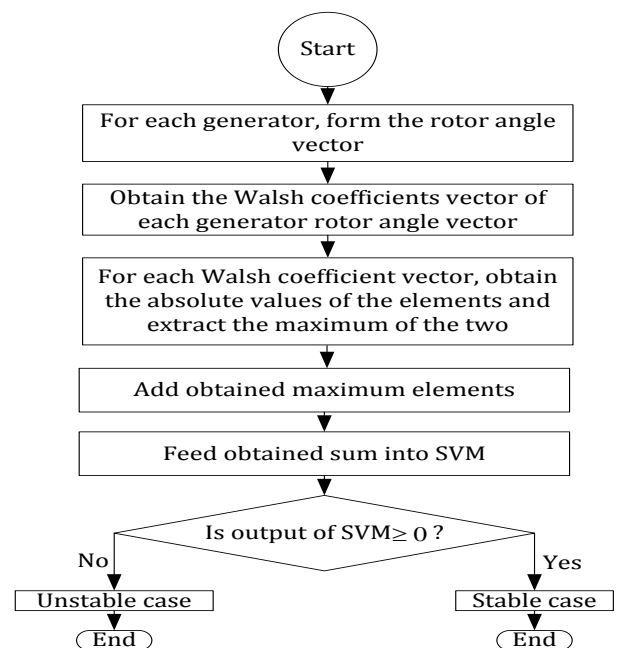 Start
For each generator, form the rotor angle
vector
Obtain the Walsh coefficients vector of
each generator rotor angle vector
For each Walsh coefficient vector, obtain
the absolute values of the elements and
extract the maximum of the two
Add obtained maximum elements
Feed obtained sum into SVM
Is output of SVM≥ 0 ?
No
Yes
Unstable case
Stable case
End
End